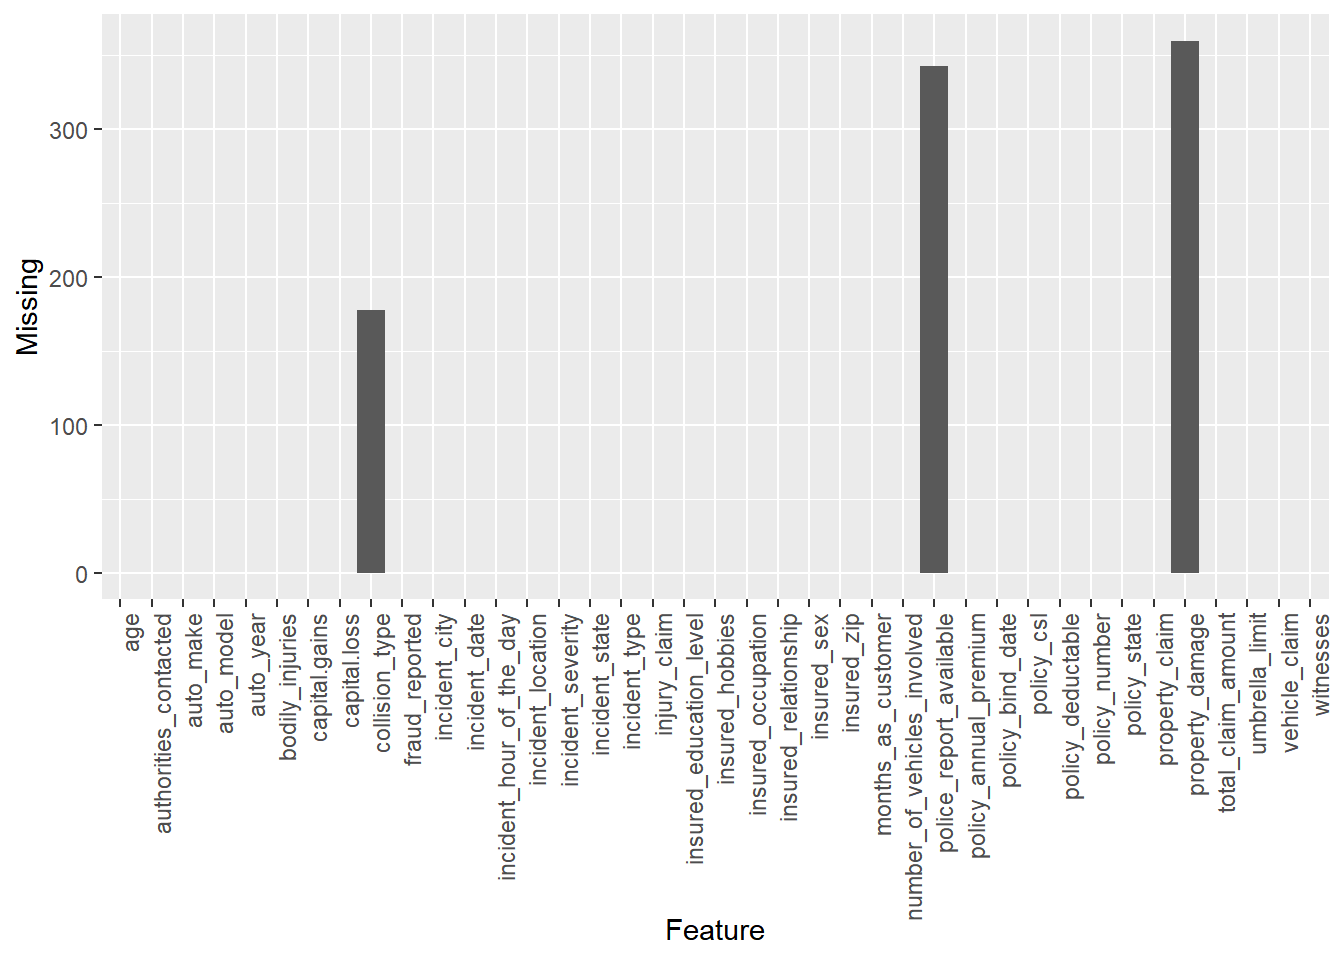 Missing
300
200
100
0
age
authorities_contacted
auto_make
auto_model
auto_year
bodily_injuries
capital.gains
capital.loss
collision_type
fraud_reported
incident_city
incident_date
incident_hour_of_the_day
incident_location
incident_severity
incident_state
incident_type
injury_claim
insured_education_level
insured_hobbies
insured_occupation
insured_relationship
insured_sex
insured_zip
months_as_customer
number_of_vehicles_involved
police_report_available
policy_annual_premium
policy_bind_date
policy_csl
policy_deductable
policy_number
policy_state
property_claim
property_damage
total_claim_amount
umbrella_limit
vehicle_claim
witnesses
Feature